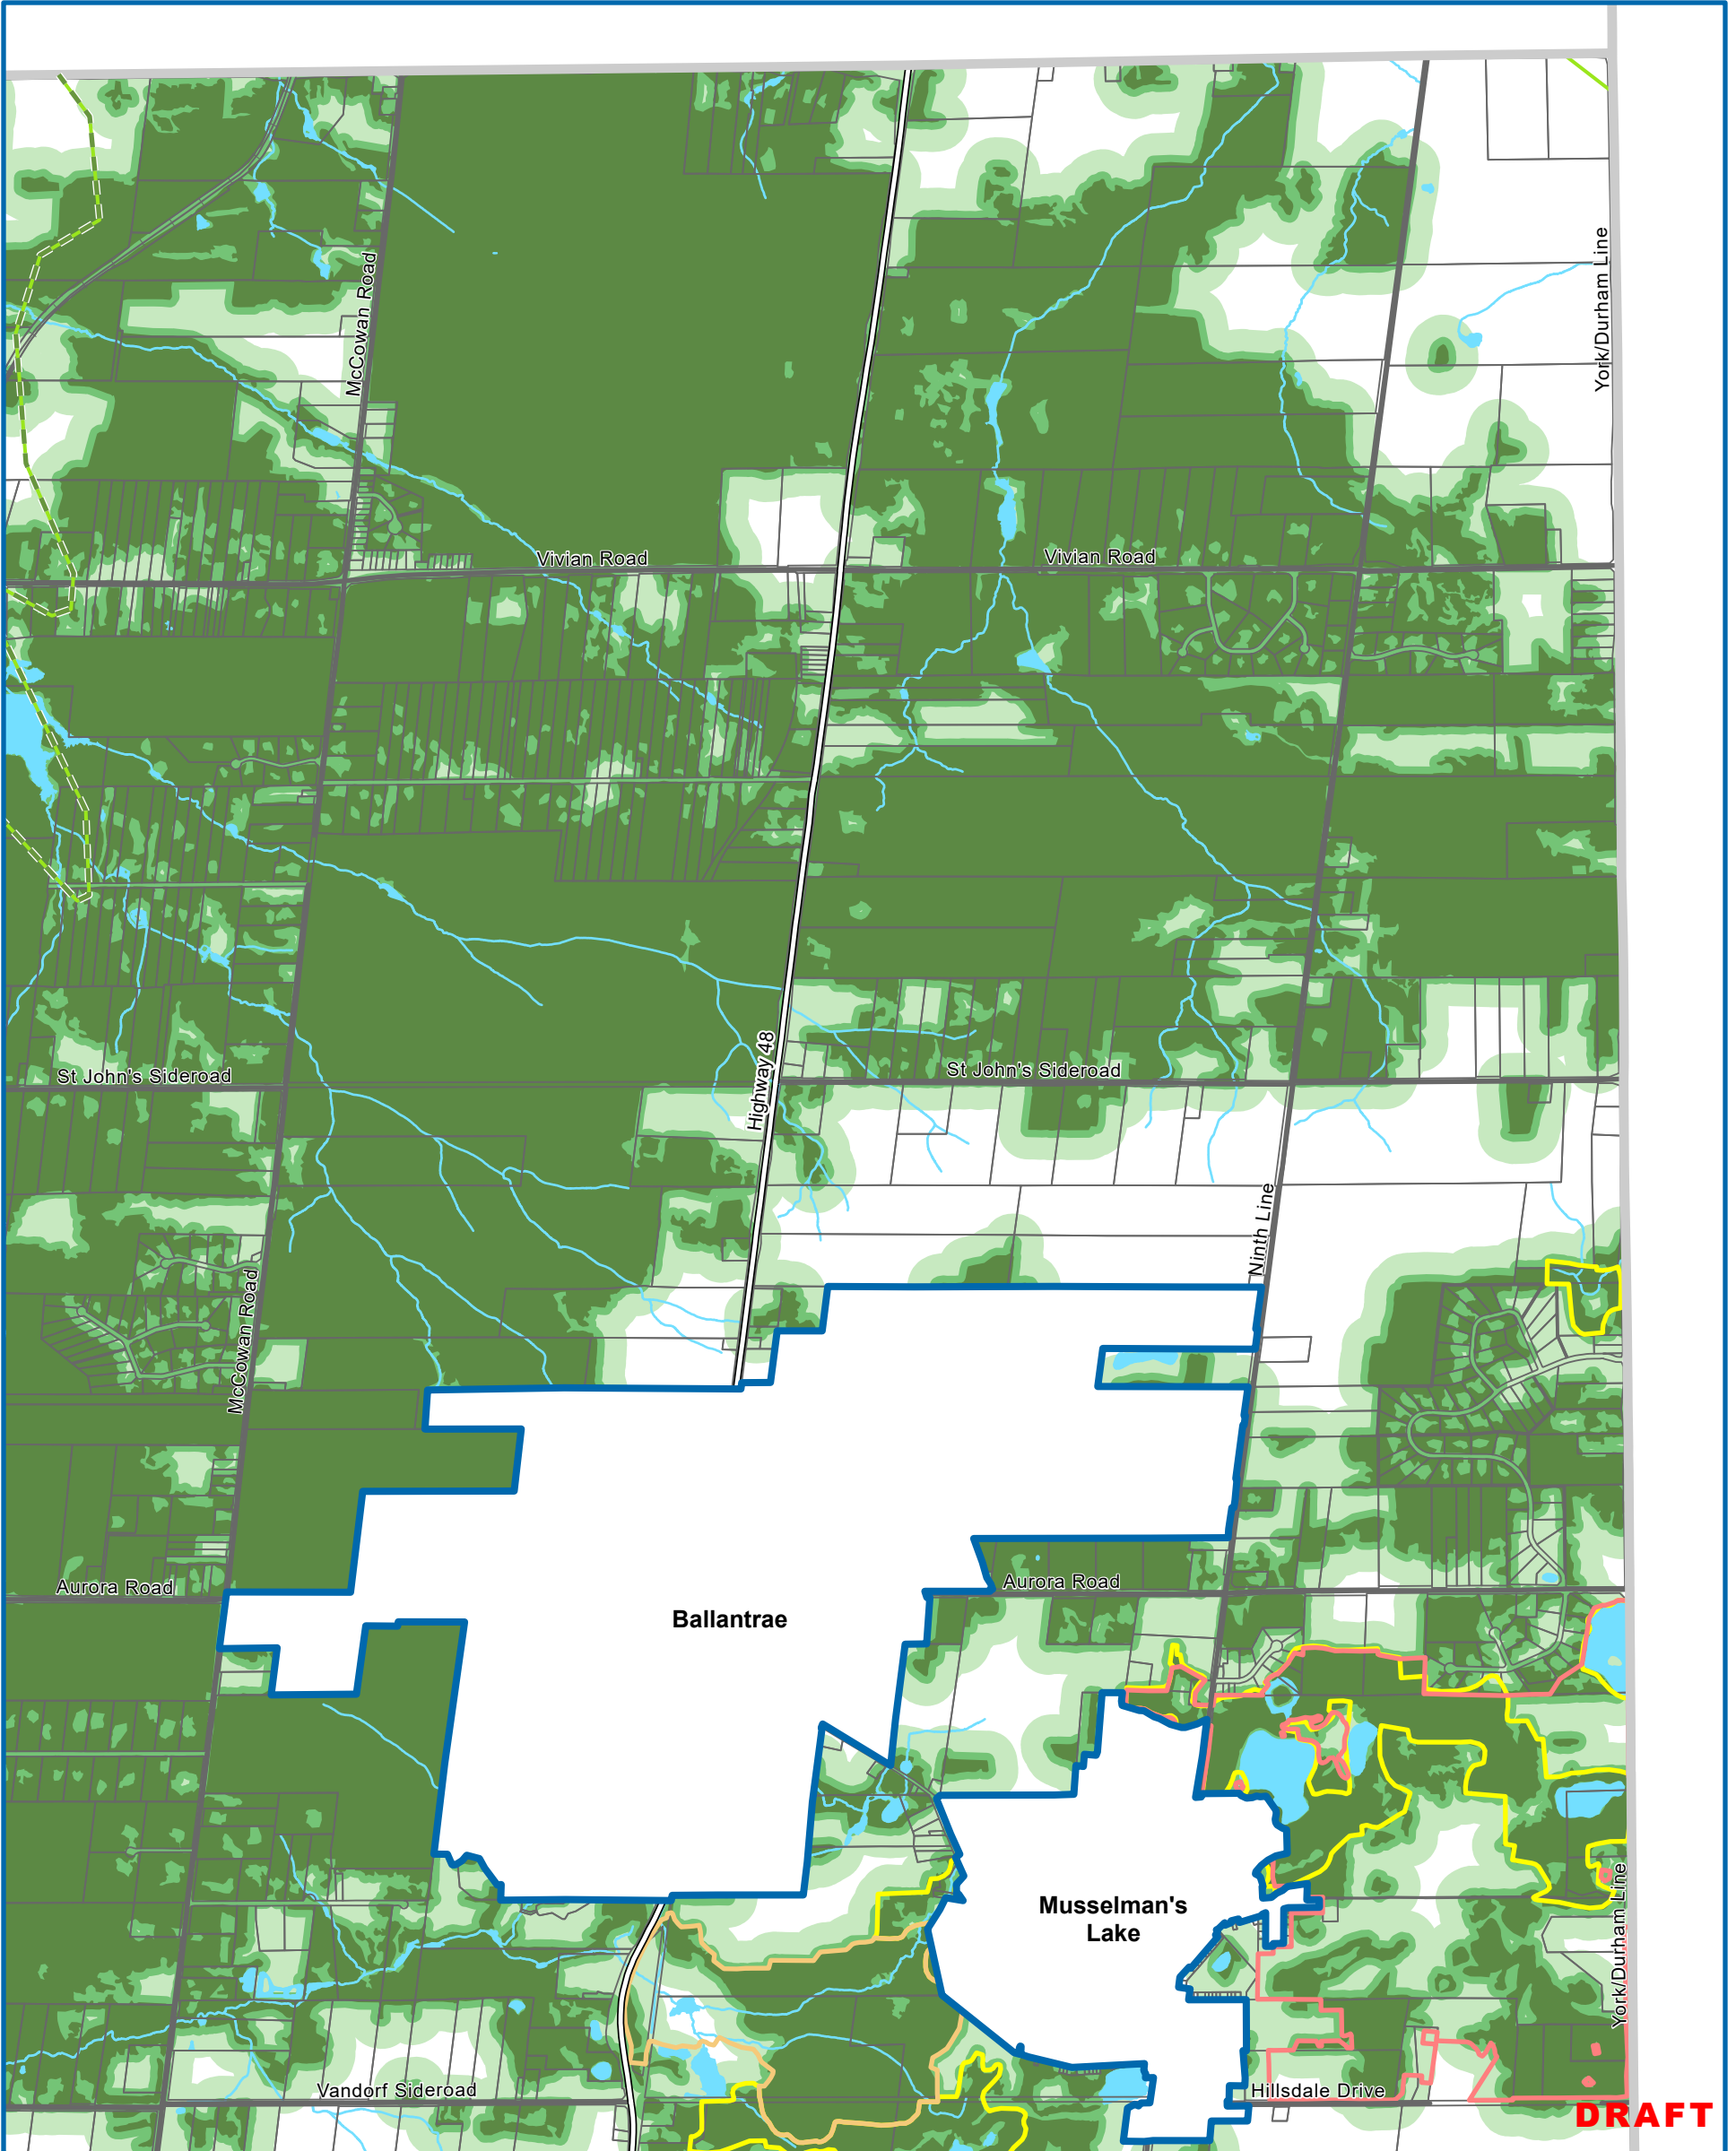 York/Durham Line
McCowan Road
Vivian Road
Vivian Road
St John's Sideroad
St John's Sideroad
Highway 48
Ninth Line
McCowan Road
Aurora Road
Aurora Road
Ballantrae
Musselman's
Lake
York/Durham Line
Vandorf Sideroad
Hillsdale Drive
DRAFT